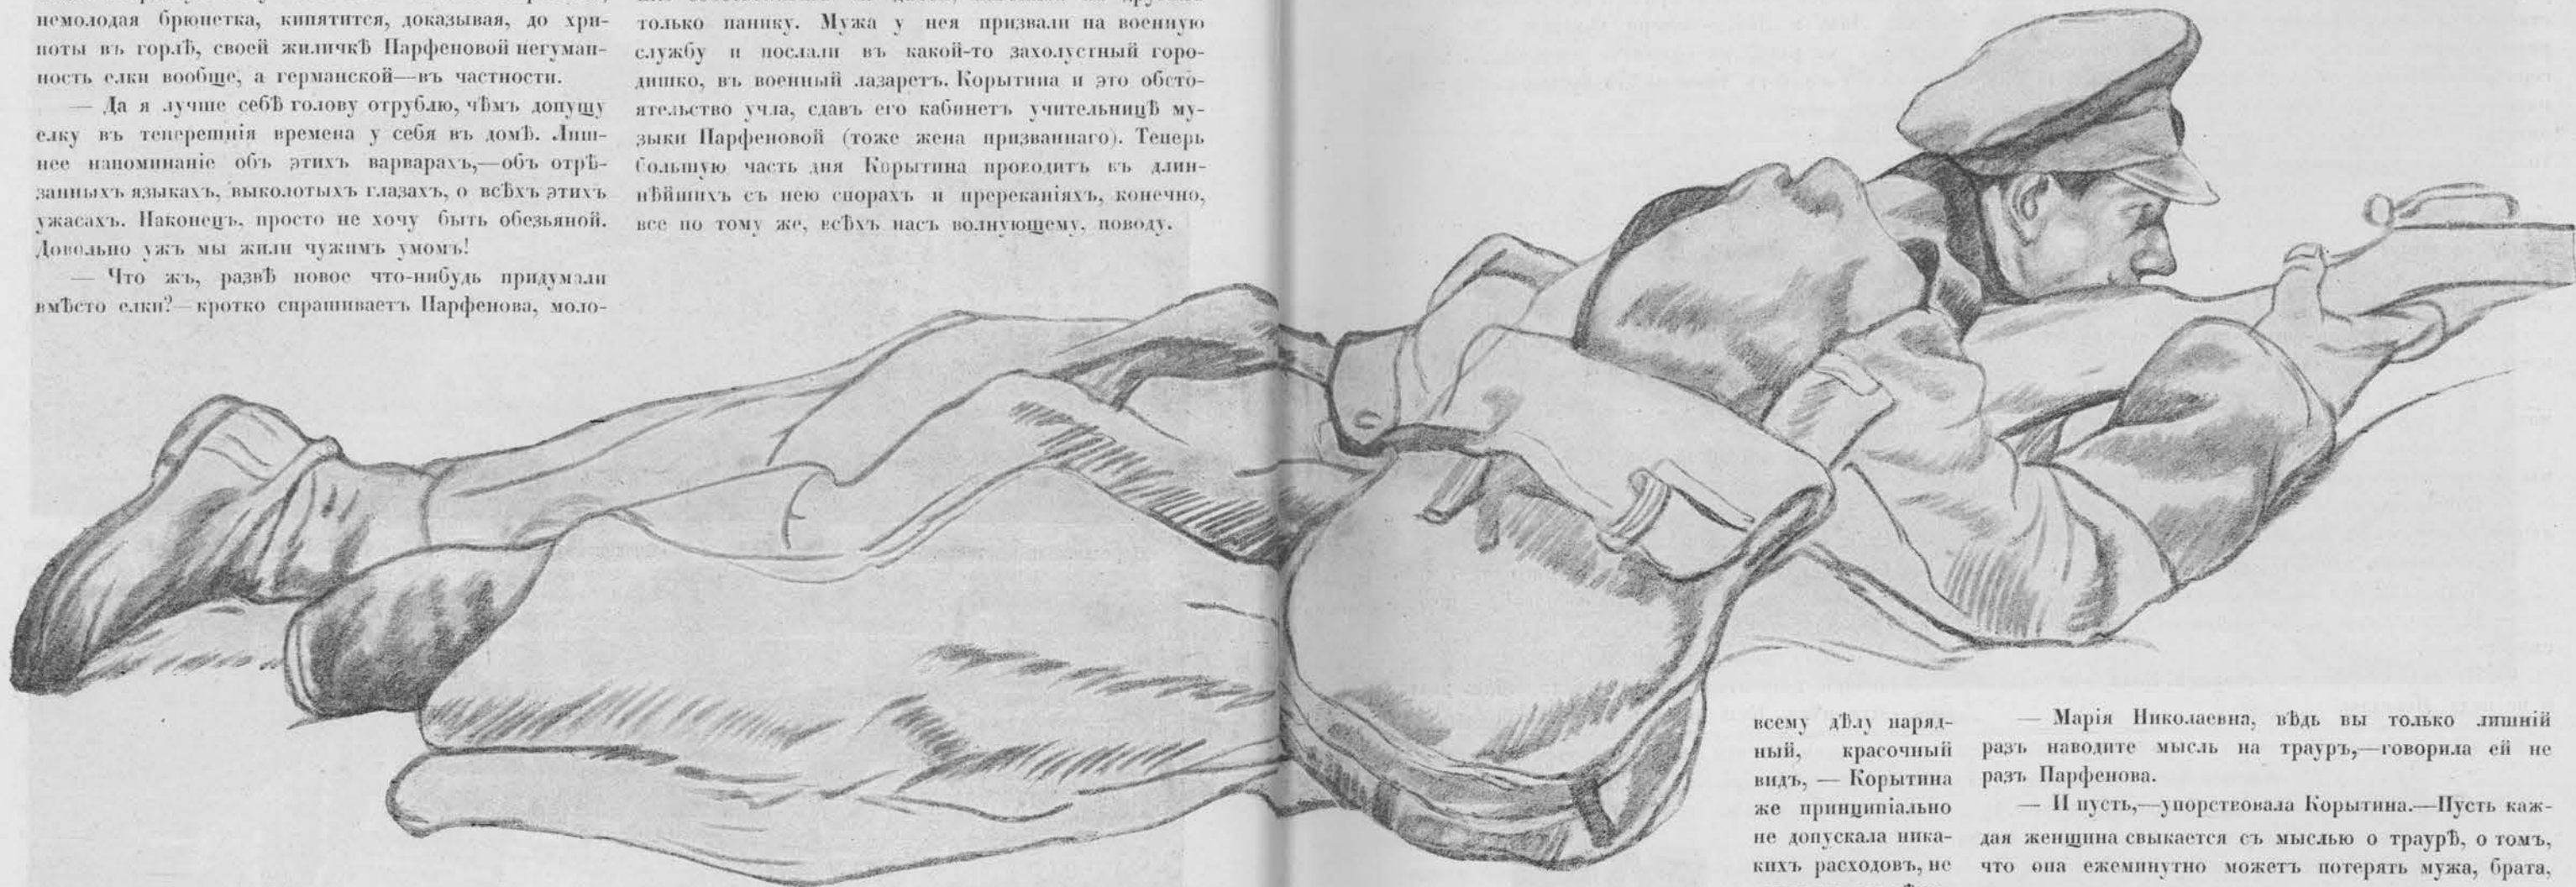 немолодая брюнетка, кипятится, доказывая, до хри-
поты въ горлѣ, своей жиличкѣ Парфеновой негуман-
ность елки вообще, а германской—въ частности.
— Да я лучше себѣ голову отрублю, чѣмъ допущу
елку въ теперешнія времена у себя въ домѣ. Лиш-
нее напоминаніе объ этихъ варварахъ,—объ отрѣ-
занныхъ языкахъ, выколотыхъ глазахъ, о всѣхъ этихъ
ужасахъ. Наконецъ, просто не хочу быть обезьяной.
Довольно ужъ мы жили чужимъ умомъ!
— Что жъ, развѣ новое что-нибудь придумали
вмѣсто елки?—кротко спрашиваетъ Парфенова, моло-
только панику. Мужа у нея призвали на военную
службу и послали въ какой-то захолустный горо-
дишко, въ военный лазаретъ. Корытина и это обсто-
ятельство учла, сдавъ его кабинетъ учительницѣ му-
зыки Парфеновой (тоже жена призваннаго). Теперь
большую часть дня Корытина проводитъ въ длин-
нѣйшихъ съ нею спорахъ и пререканіяхъ, конечно,
все по тому же, всѣхъ насъ волнующему, поводу.
всему дѣлу наряд-
ный, красочный
видъ, — Корытина
же принципіально
не допускала ника-
кихъ расходовъ, не
— Марія Николаевна, вѣдь вы только лишній
разъ наводите мысль на трауръ,—говорила ей не
разъ Парфенова.
— И пусть,—упорствовала Корытина.—Пусть каж-
дая женщина свыкается съ мыслью о траурѣ, о томъ,
что она ежеминутно можетъ потерять мужа, брата,